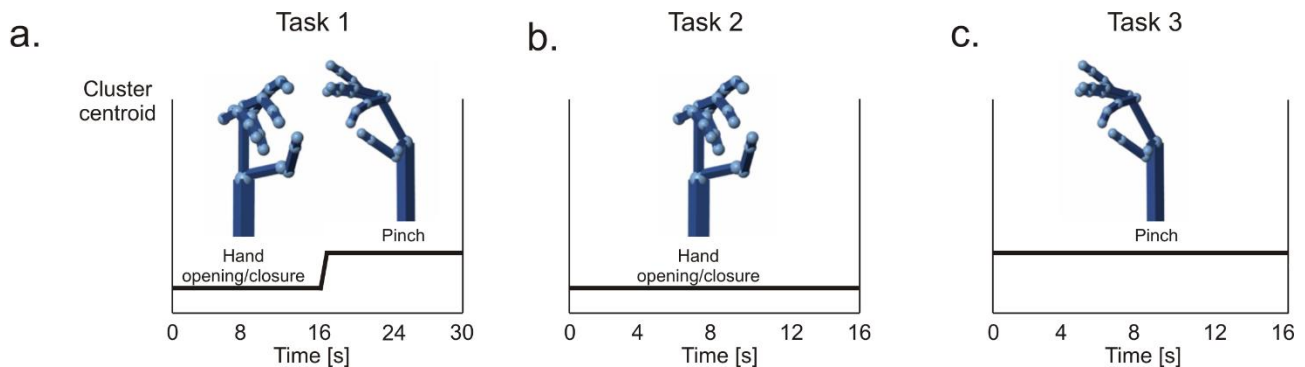 a.
Task 1
Cluster
centroid
Hand
opening/closure
Pinch
0 8 16 24 30
Time [s]
b.
Task 2
Hand
opening/closure
0 4 8 12 16
Time [s]
c.
Task 3
Pinch
0 4 8 12 16
Time [s]